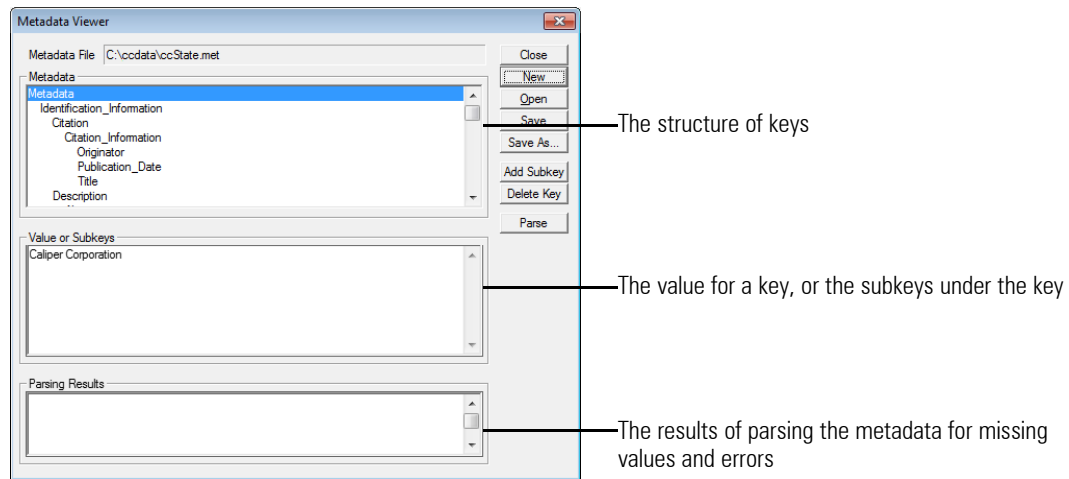 Metadata Viewer
Metadata File C:\ccdata\ccState.met
Close
Metadata
New
Metadata
Identification_Information
Open
Citation
Save
Citation_Information
The structure of keys
Originator
Save As...
Publication_Date
Title
Add Subkey
Description
Delete Key
Parse
Value or Subkeys
Caliper Corporation
The value for a key, or the subkeys under the key
Parsing Results
The results of parsing the metadata for missing
values and errors